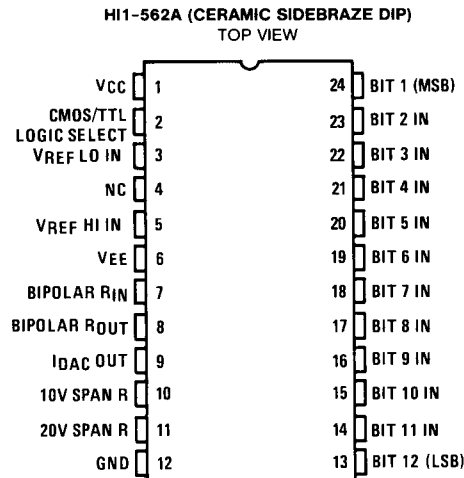 HI1-562A (CERAMIC SIDEBRAZE DIP)
TOP VIEW
VCC 1 24 BIT 1 (MSB)
CMOS/TTL
LOGIC SELECT 2 23 BIT 2 IN
VREF LO IN 3 22 BIT 3 IN
NC 4 21 BIT 4 IN
VREF HI IN 5 20 BIT 5 IN
VEE 6 19 BIT 6 IN
BIPOLAR RIN 7 18 BIT 7 IN
BIPOLAR ROUT 8 17 BIT 8 IN
IDAC OUT 9 16 BIT 9 IN
10V SPAN R 10 15 BIT 10 IN
20V SPAN R 11 14 BIT 11 IN
GND 12 13 BIT 12 (LSB)